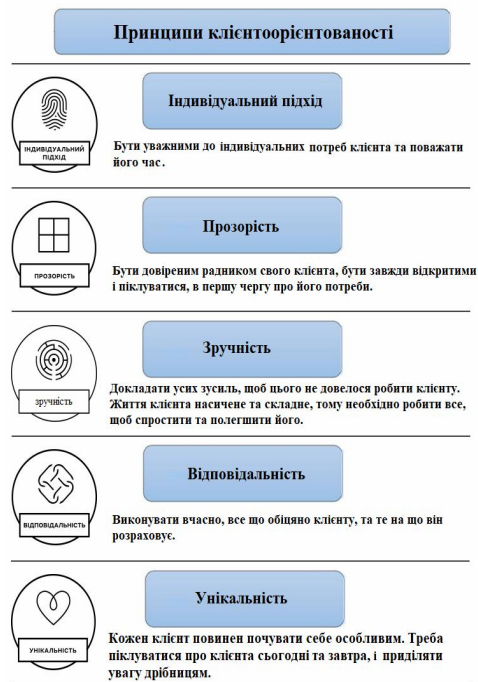 Принципи клієнтоорієнтованості
Індивідуальний підхід
ІНДИВІДУАЛЬНИЙ
ПІДХІД
Бути уважними до індивідуальних потреб клієнта та поважати
його час.
Прозорість
ПРОЗОРІСТЬ
Бути довіреним радником свого клієнта, бути завжди відкритими
і піклуватися, в першу чергу про його потреби.
Зручність
зручність
Докладати усих зусиль, щоб цього не довелося робити клієнту.
Життя клієнта насичене та складне, тому необхідно робити все,
щоб спростити та полегшити його.
Відповідальність
ВІДПОВІДАЛЬНІСТЬ
Виконувати вчасно, все що обіцяно клієнту, та те на що він
розраховує.
Унікальність
УНІКАЛЬНІСТЬ
Кожен клієнт повинен почувати себе особливим. Треба
піклуватися про клієнта сьогодні та завтра, і приділяти
увагу дрібницям.